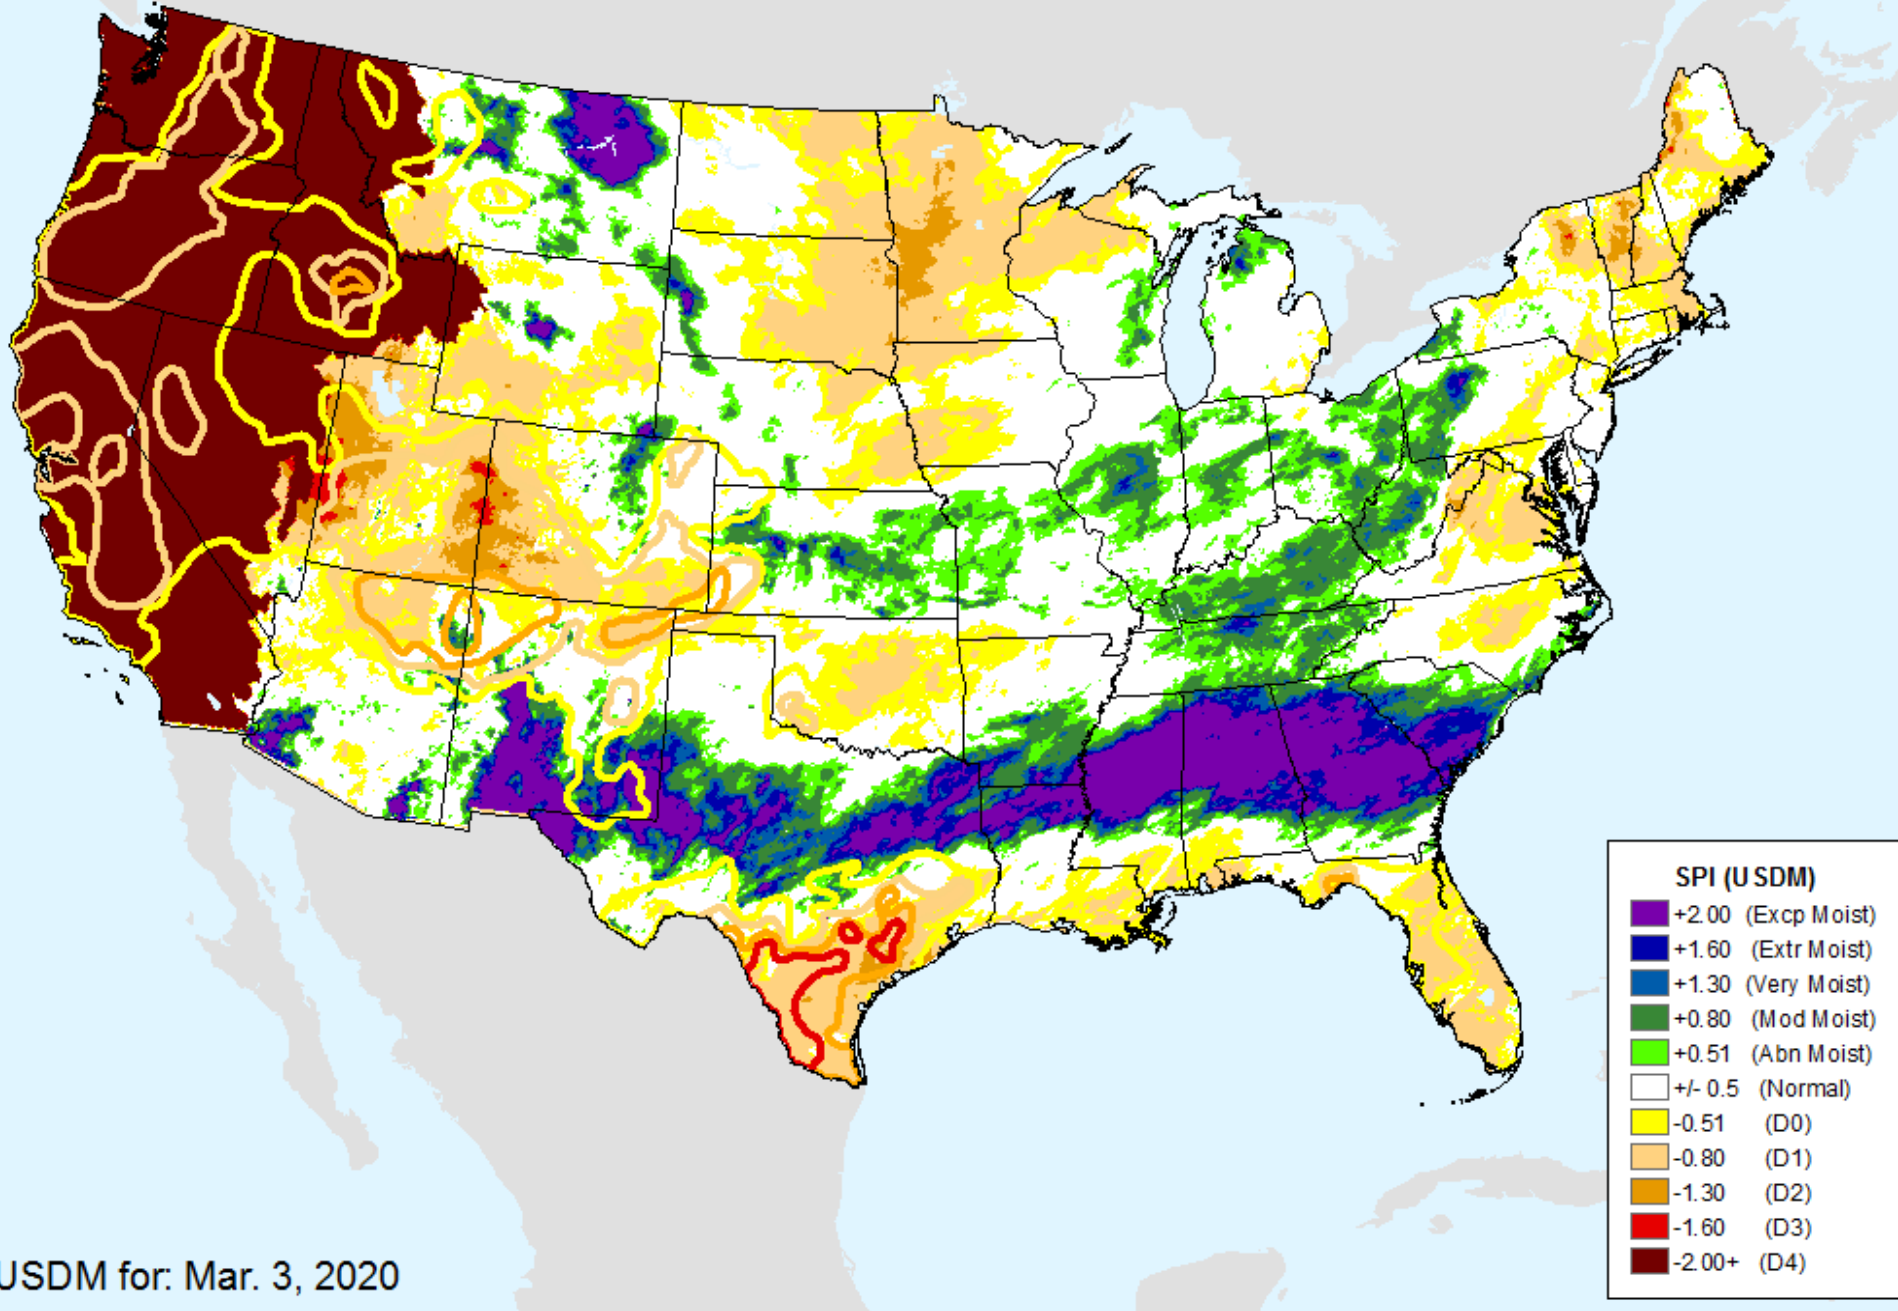 SPI (USDM)
+2.00 (Excp Moist)
+1.60 (Extr Moist)
+1.30 (Very Moist)
+0.80 (Mod Moist)
+0.51 (Abn Moist)
+/- 0.5 (Normal)
-0.51 (D0)
-0.80 (D1)
-1.30 (D2)
-1.60 (D3)
-2.00+ (D4)
USDM for: Mar. 3, 2020